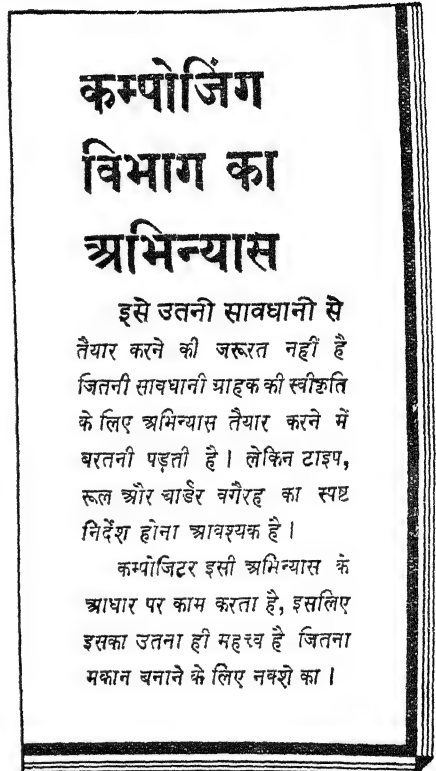 कम्पोजिंग
विभाग का
अभिन्यास
इसे उतनी सावधानी से
तैयार करने की जरूरत नहीं है
जितनी सावधानी ग्राहक की स्वीकृति
के लिए अभिन्यास तैयार करने में
बरतनी पड़ती है । लेकिन टाइप,
रूल और बार्डर वगैरह का स्पष्ट
निर्देश होना आवश्यक है ।
कम्पोजिटर इसी अभिन्यास के
आधार पर काम करता है, इसलिए
इसका उतना ही महत्त्व है जितना
मकान बनाने के लिए नक्शे का ।